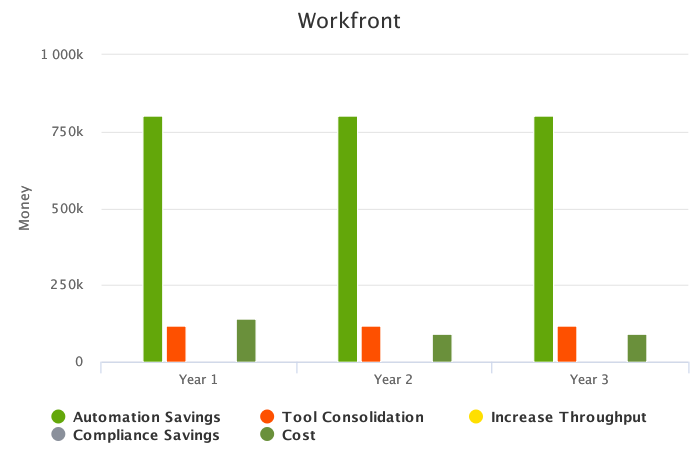 Workfront
1 000k
750k
500k
250k
0
Money
Year 1
Year 2
Year 3
Automation Savings
Tool Consolidation
Increase Throughput
Compliance Savings
Cost